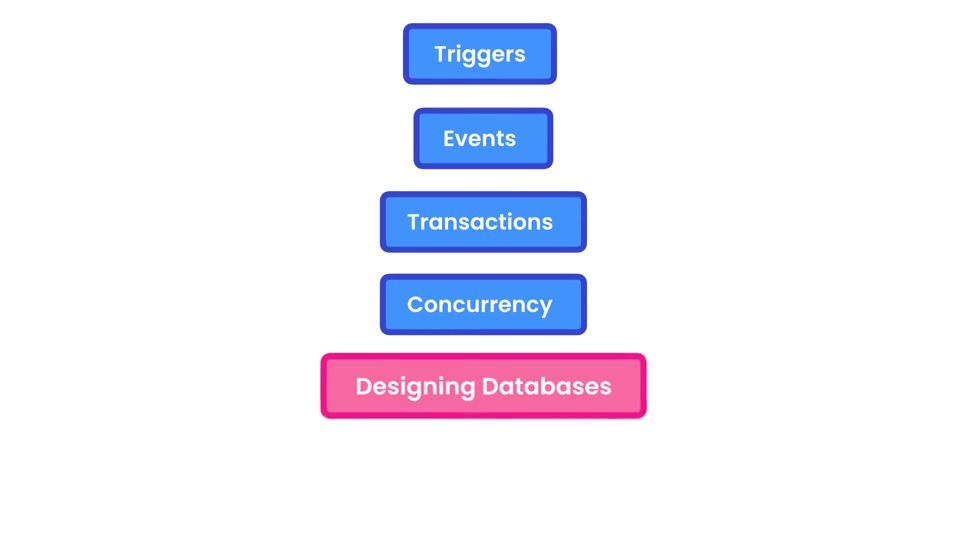 Triggers
Events
Transactions
Concurrency
Designing Databases